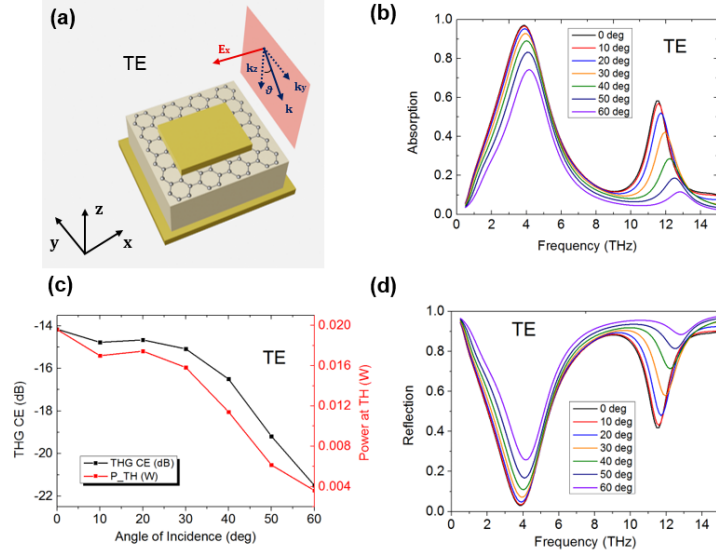 (a)
TE
Ex
kz
ϑ
ky
k
z
y
x
(b)
TE
0 deg
10 deg
20 deg
30 deg
40 deg
50 deg
60 deg
1.0
0.8
0.6
0.4
0.2
0.0
Absorption
0 2 4 6 8 10 12 14
Frequency (THz)
(c)
TE
-14
-16
-18
-20
-22
THG CE (dB)
0.020
0.016
0.012
0.008
0.004
Power at TH (W)
THG CE (dB)
P_TH (W)
0 10 20 30 40 50 60
Angle of Incidence (deg)
(d)
TE
1.0
0.8
0.6
0.4
0.2
0.0
Reflection
0 deg
10 deg
20 deg
30 deg
40 deg
50 deg
60 deg
0 2 4 6 8 10 12 14
Frequency (THz)